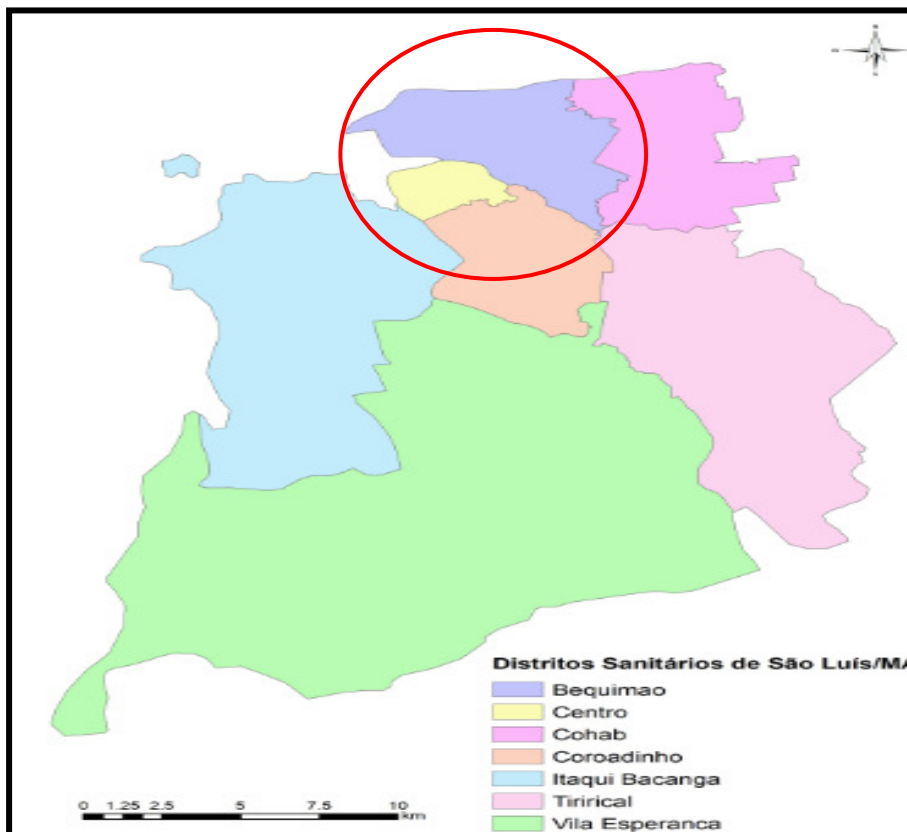 Distritos Sanitários de São Luís/MA
Bequimao
Centro
Cohab
Coroadinho
Itaqui Bacanga
Tirirical
Vila Esperanca
0 1.25 2.5 5 7.5 10
km